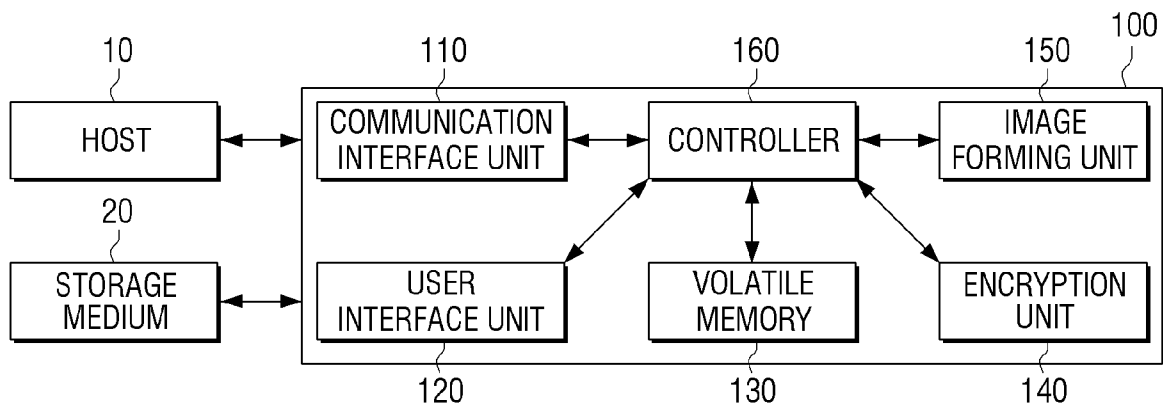 100
10
110
160
150
HOST
COMMUNICATION
INTERFACE UNIT
CONTROLLER
IMAGE
FORMING UNIT
20
STORAGE
MEDIUM
USER
INTERFACE UNIT
VOLATILE
MEMORY
ENCRYPTION
UNIT
120
130
140